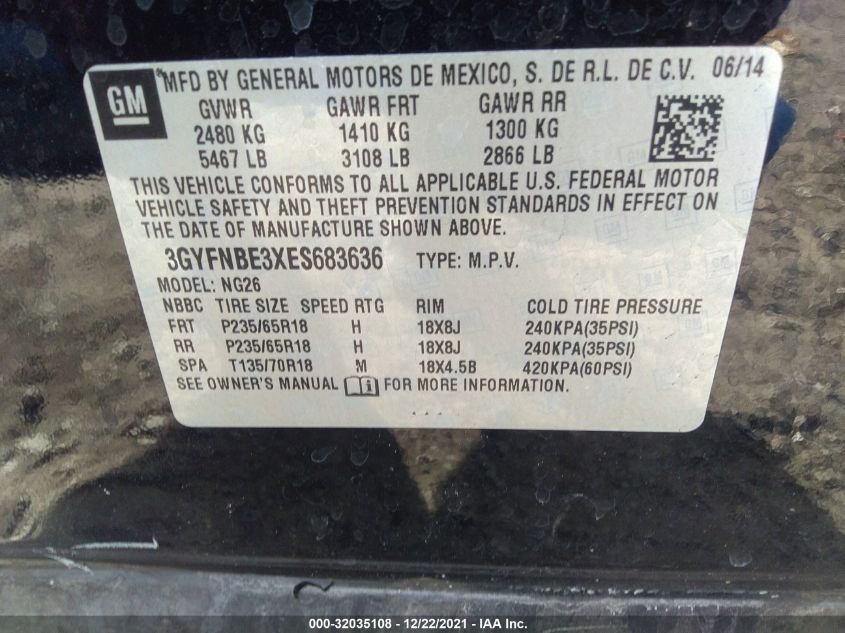 GM
MFD BY GENERAL MOTORS DE MEXICO, S. DE R.L. DE C.V. 06/14
GVWR GAWR FRT GAWR RR
2480 KG 1410 KG 1300 KG
5467 LB 3108 LB 2866 LB
THIS VEHICLE CONFORMS TO ALL APPLICABLE U.S. FEDERAL MOTOR
VEHICLE SAFETY AND THEFT PREVENTION STANDARDS IN EFFECT ON
THE DATE OF MANUFACTURE SHOWN ABOVE.
3GYFNBE3XES683636 TYPE: M.P.V.
MODEL: NG26
NBBC TIRE SIZE SPEED RTG RIM COLD TIRE PRESSURE
FRT P235/65R18 H 18X8J 240KPA(35PSI)
RR P235/65R18 H 18X8J 240KPA(35PSI)
SPA T135/70R18 M 18X4.5B 420KPA(60PSI)
SEE OWNER'S MANUAL FOR MORE INFORMATION.
000-32035108 - 12/22/2021 - IAA Inc.